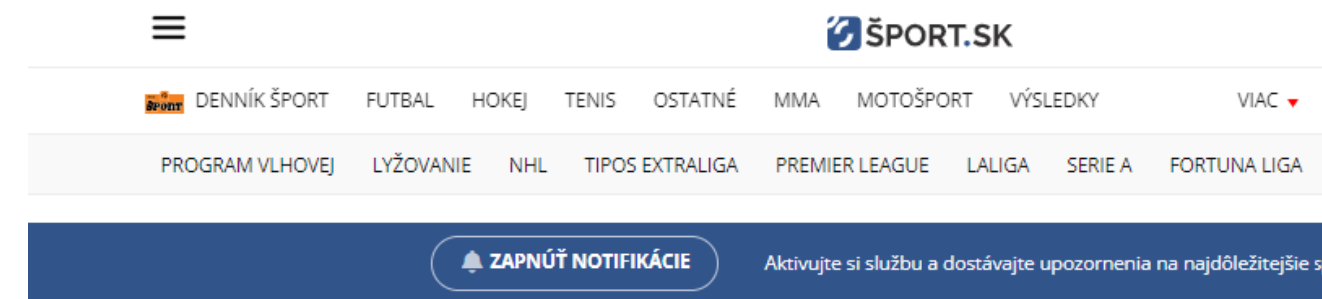 ŠPORT.SK
ŠPORT DENNÍK ŠPORT FUTBAL HOKEJ TENIS OSTATNÉ MMA MOTOŠPORT VÝSLEDKY VIAC
PROGRAM VLHOVEJ LYŽOVANIE NHL TIPOS EXTRALIGA PREMIER LEAGUE LALIGA SERIE A FORTUNA LIGA
ZAPNÚŤ NOTIFIKÁCIE Aktivujte si službu a dostávajte upozornenia na najdôležitejšie